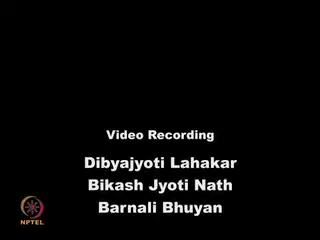 Video Recording
Dibyajyoti Lahakar
Bikash Jyoti Nath
Barnali Bhuyan
NPTEL